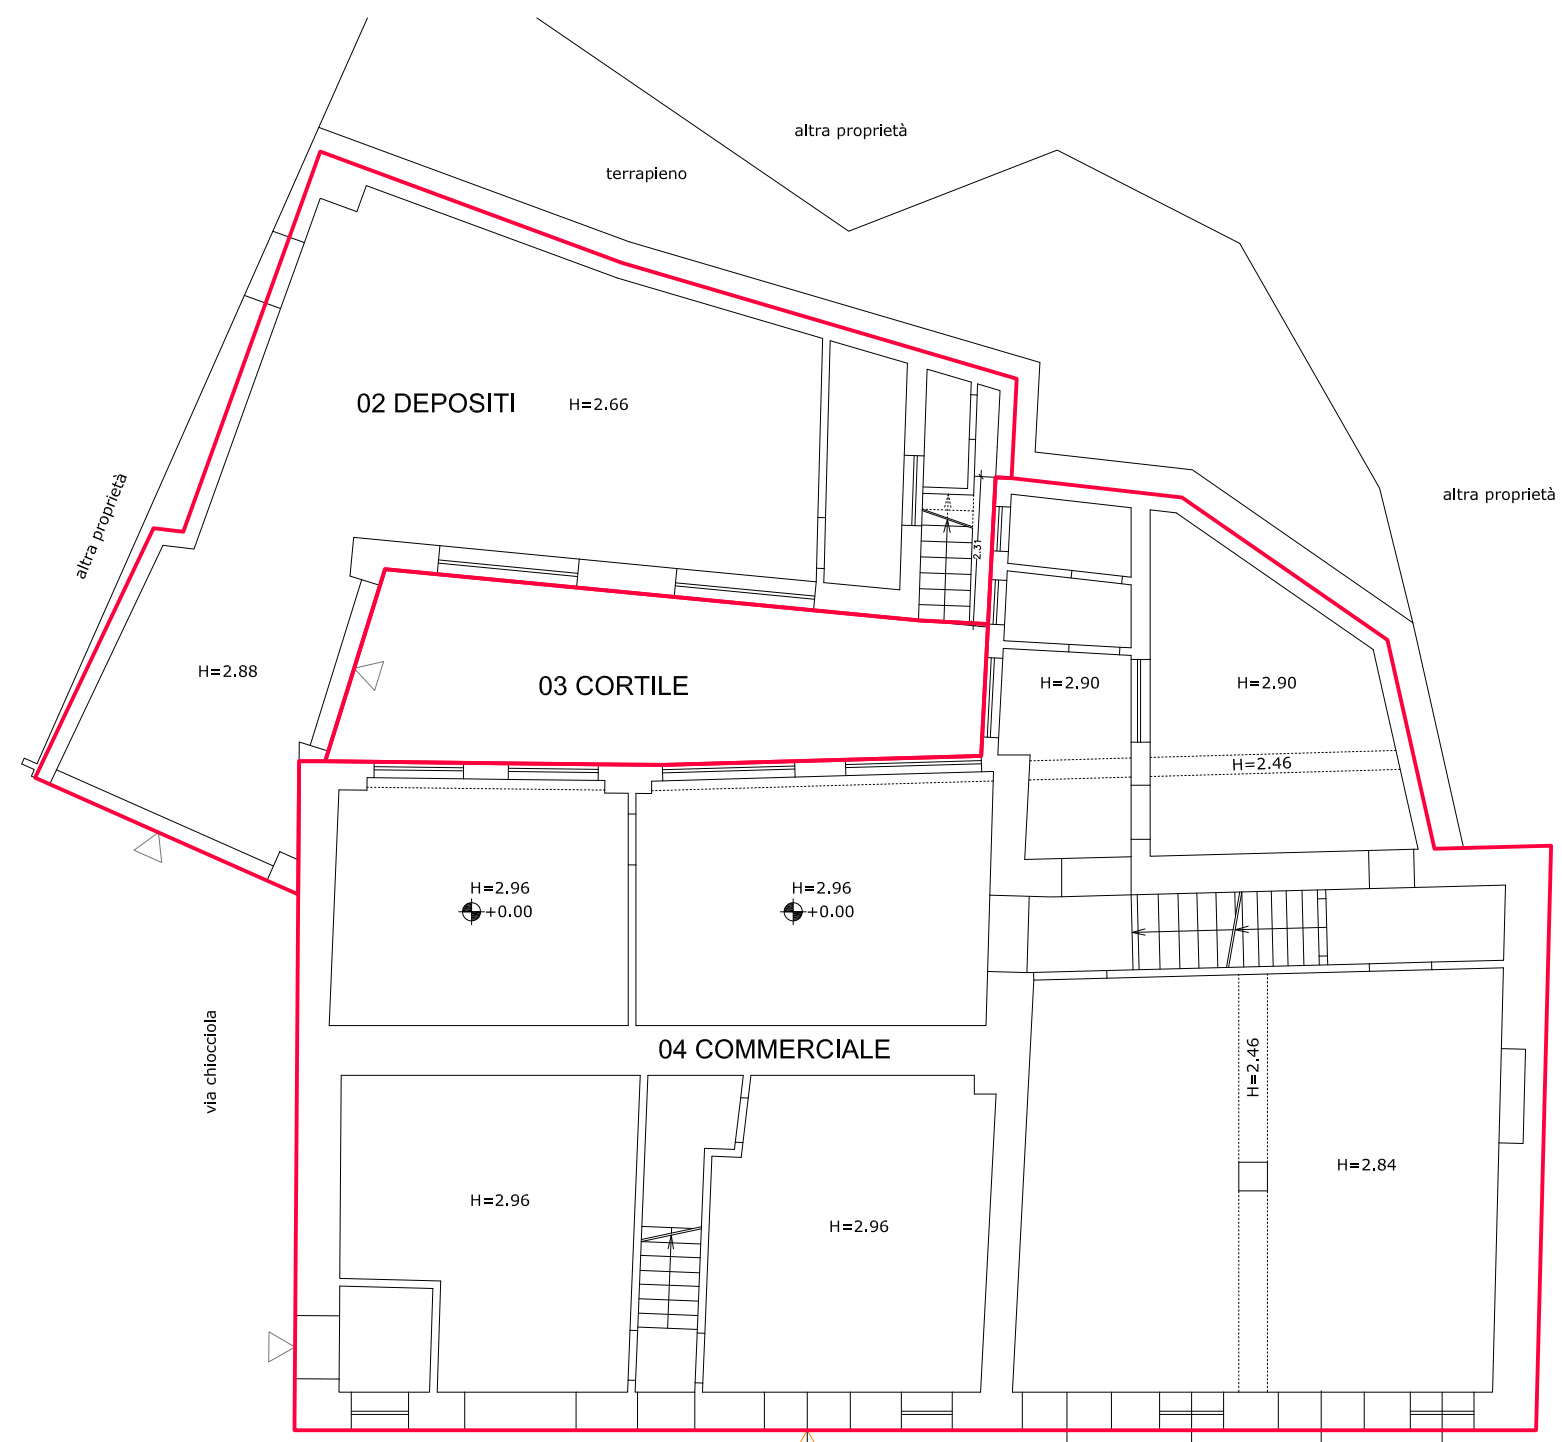 altra proprietà
terrapieno
02 DEPOSITI
H=2.66
altra proprietà
altra proprietà
2.31
H=2.88
03 CORTILE
H=2.90
H=2.90
H=2.46
H=2.96
+0.00
H=2.96
+0.00
via chiocciola
04 COMMERCIALE
H=2.46
H=2.84
H=2.96
H=2.96